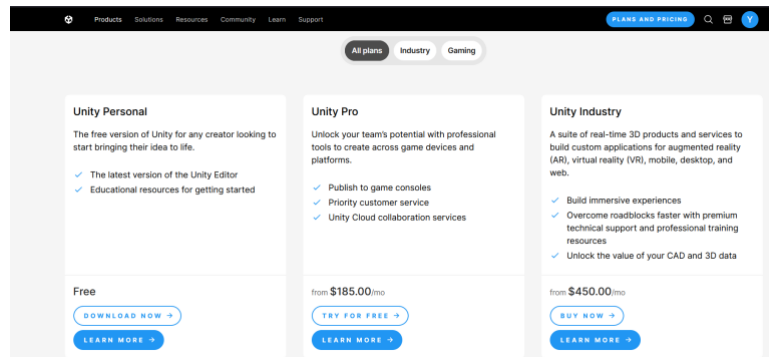 Products Solutions Resources Community Learn Support PLANS AND PRICING Y
All plans Industry Gaming
Unity Personal
The free version of Unity for any creator looking to
start bringing their idea to life.
The latest version of the Unity Editor
Educational resources for getting started
Free
DOWNLOAD NOW →
LEARN MORE →
Unity Pro
Unlock your team's potential with professional
tools to create across game devices and
platforms.
Publish to game consoles
Priority customer service
Unity Cloud collaboration services
from $185.00/mo
TRY FOR FREE →
LEARN MORE →
Unity Industry
A suite of real-time 3D products and services to
build custom applications for augmented reality
(AR), virtual reality (VR), mobile, desktop, and
web.
Build immersive experiences
Overcome roadblocks faster with premium
technical support and professional training
resources
Unlock the value of your CAD and 3D data
from $450.00/mo
BUY NOW →
LEARN MORE →